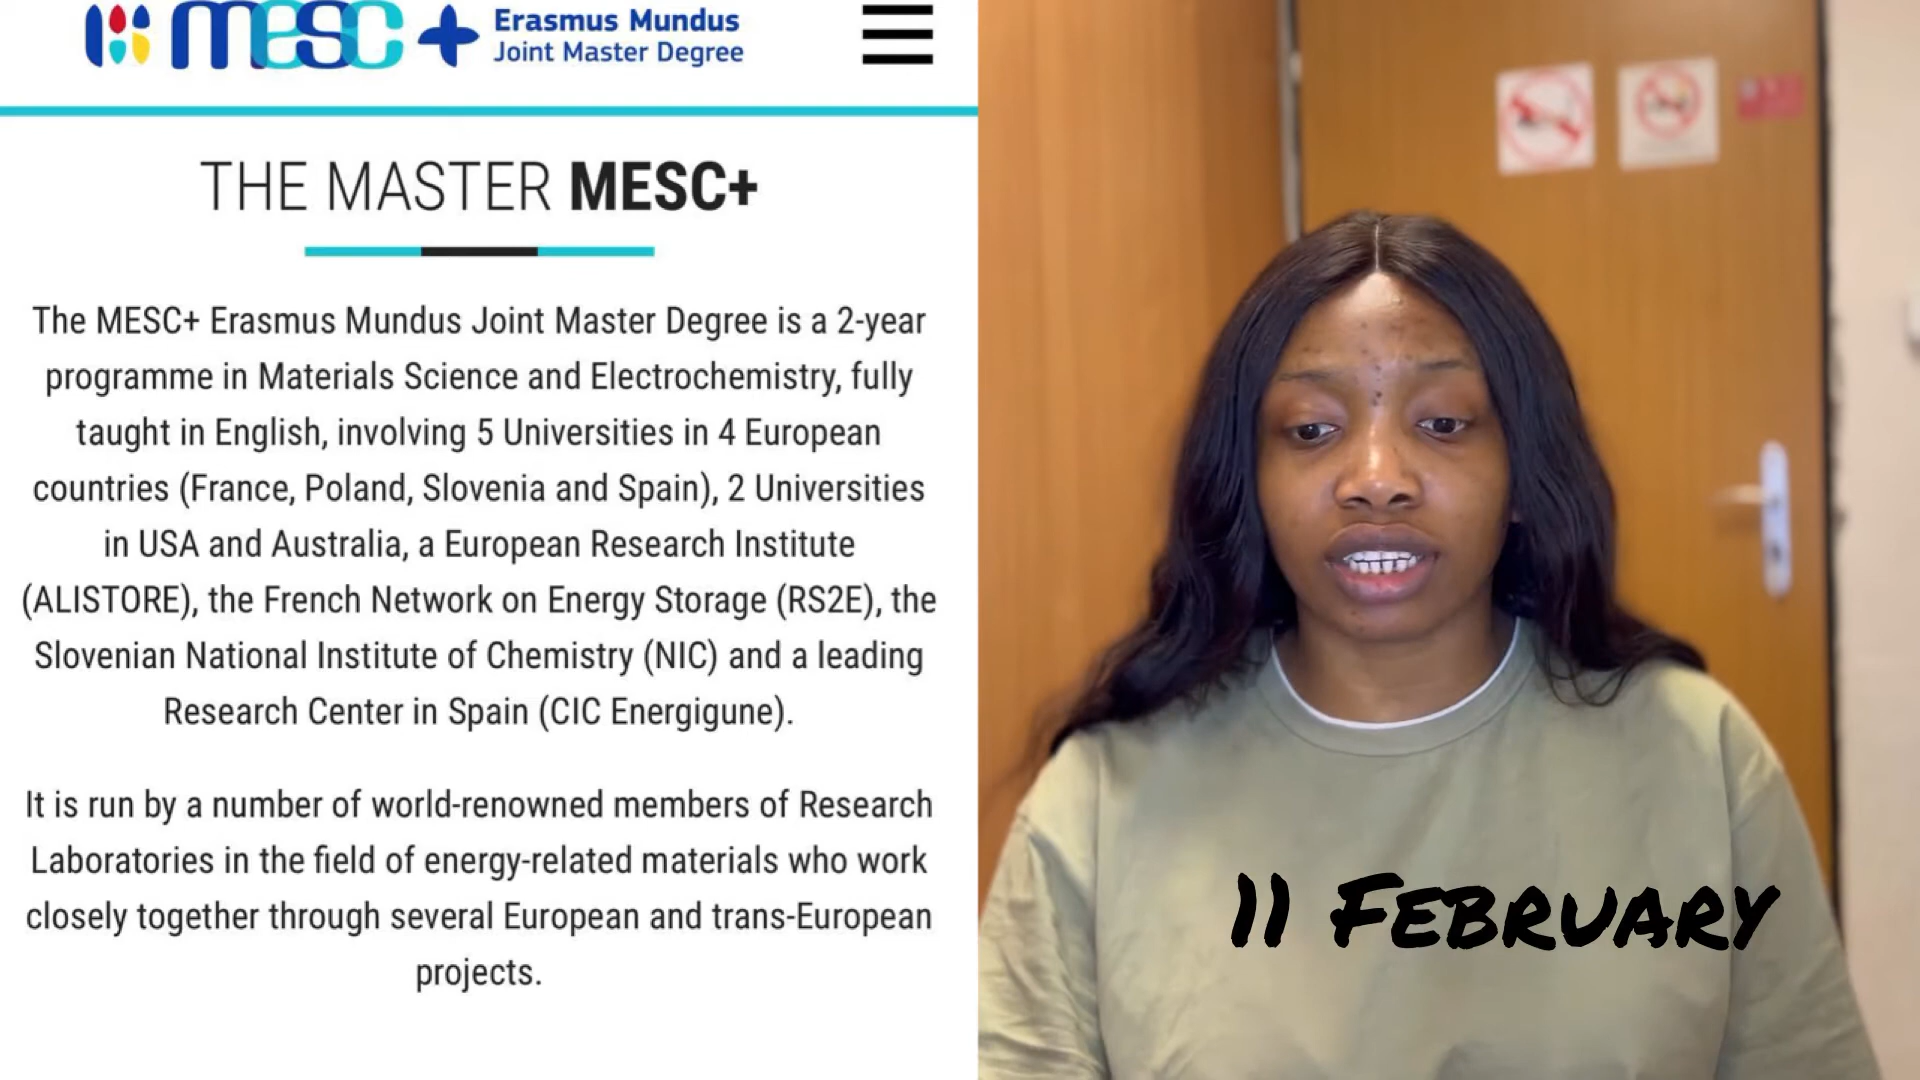 mesc+ Erasmus Mundus
Joint Master Degree
THE MASTER MESC+
The MESC+ Erasmus Mundus Joint Master Degree is a 2-year
programme in Materials Science and Electrochemistry, fully
taught in English, involving 5 Universities in 4 European
countries (France, Poland, Slovenia and Spain), 2 Universities
in USA and Australia, a European Research Institute
(ALISTORE), the French Network on Energy Storage (RS2E), the
Slovenian National Institute of Chemistry (NIC) and a leading
Research Center in Spain (CIC Energigune).
It is run by a number of world-renowned members of Research
Laboratories in the field of energy-related materials who work
closely together through several European and trans-European
projects.
11 February